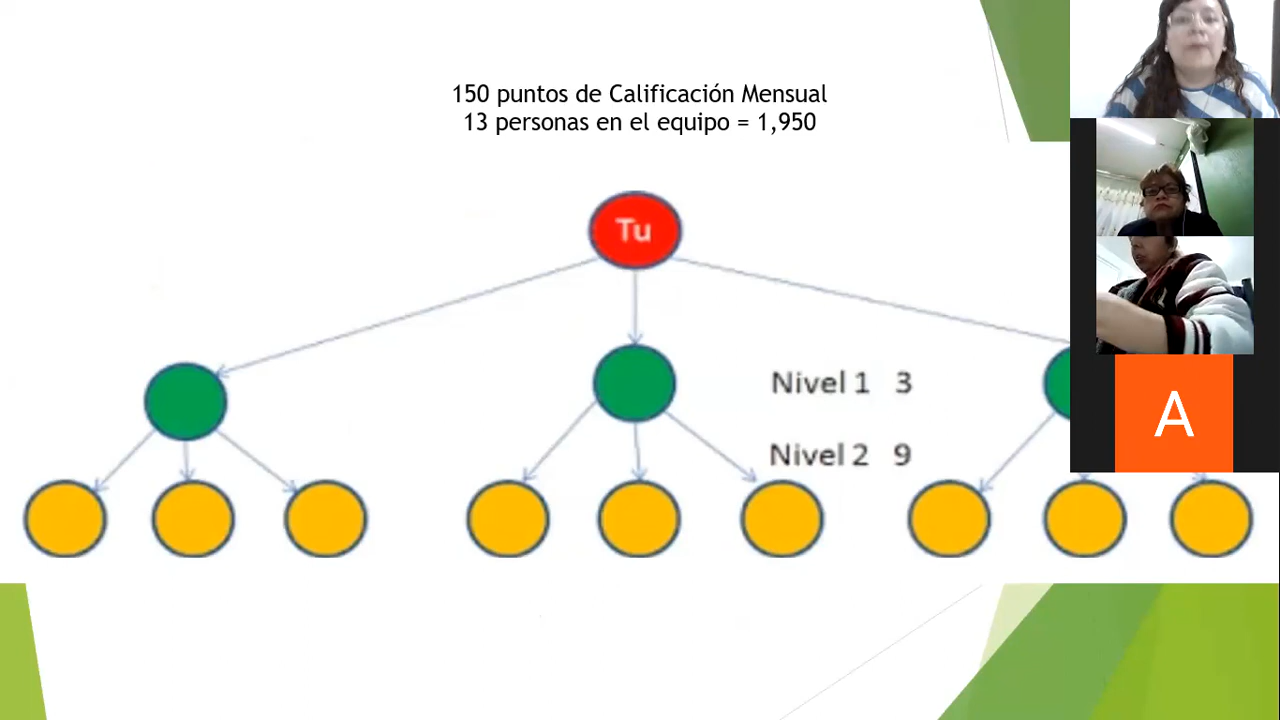 150 puntos de Calificación Mensual
13 personas en el equipo = 1,950
Tu
Nivel 1 3
Nivel 2 9
A